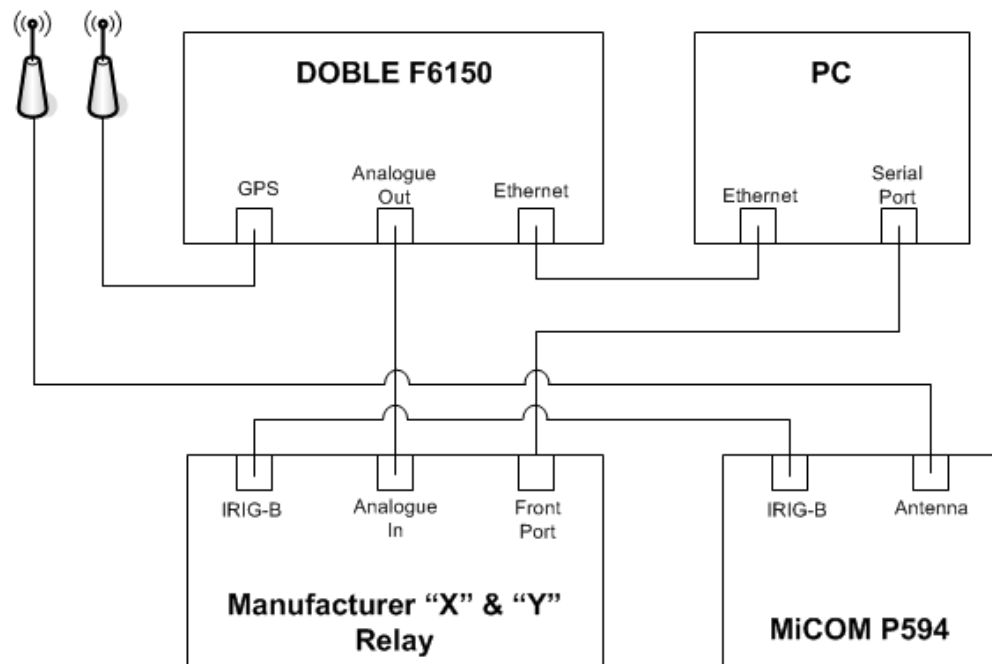 DOBLE F6150
PC
GPS
Analogue
Out
Ethernet
Ethernet
Serial
Port
IRIG-B
Analogue
In
Front
Port
IRIG-B
Antenna
Manufacturer “X” & “Y”
Relay
MiCOM P594